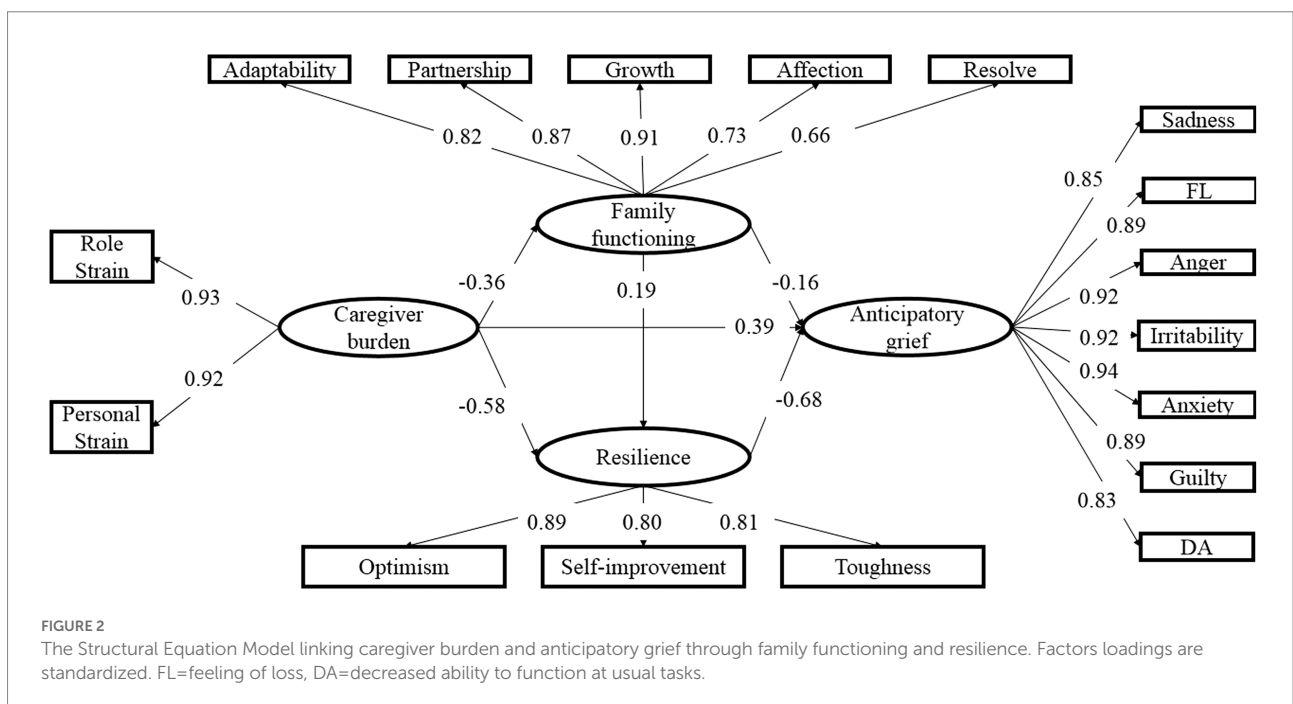 Adaptability
Partnership
Growth
Affection
Resolve
0.82
0.87
0.91
0.73
0.66
Sadness
FL
Anger
Irritability
Anxiety
Guilty
DA
0.85
0.89
0.92
0.92
0.94
0.89
0.83
Family
functioning
Role
Strain
0.93
-0.36
0.19
-0.16
Caregiver
burden
0.39
Anticipatory
grief
0.92
-0.58
-0.68
Personal
Strain
Resilience
0.89
0.80
0.81
Optimism
Self-improvement
Toughness
FIGURE 2
The Structural Equation Model linking caregiver burden and anticipatory grief through family functioning and resilience. Factors loadings are
standardized. FL=feeling of loss, DA=decreased ability to function at usual tasks.